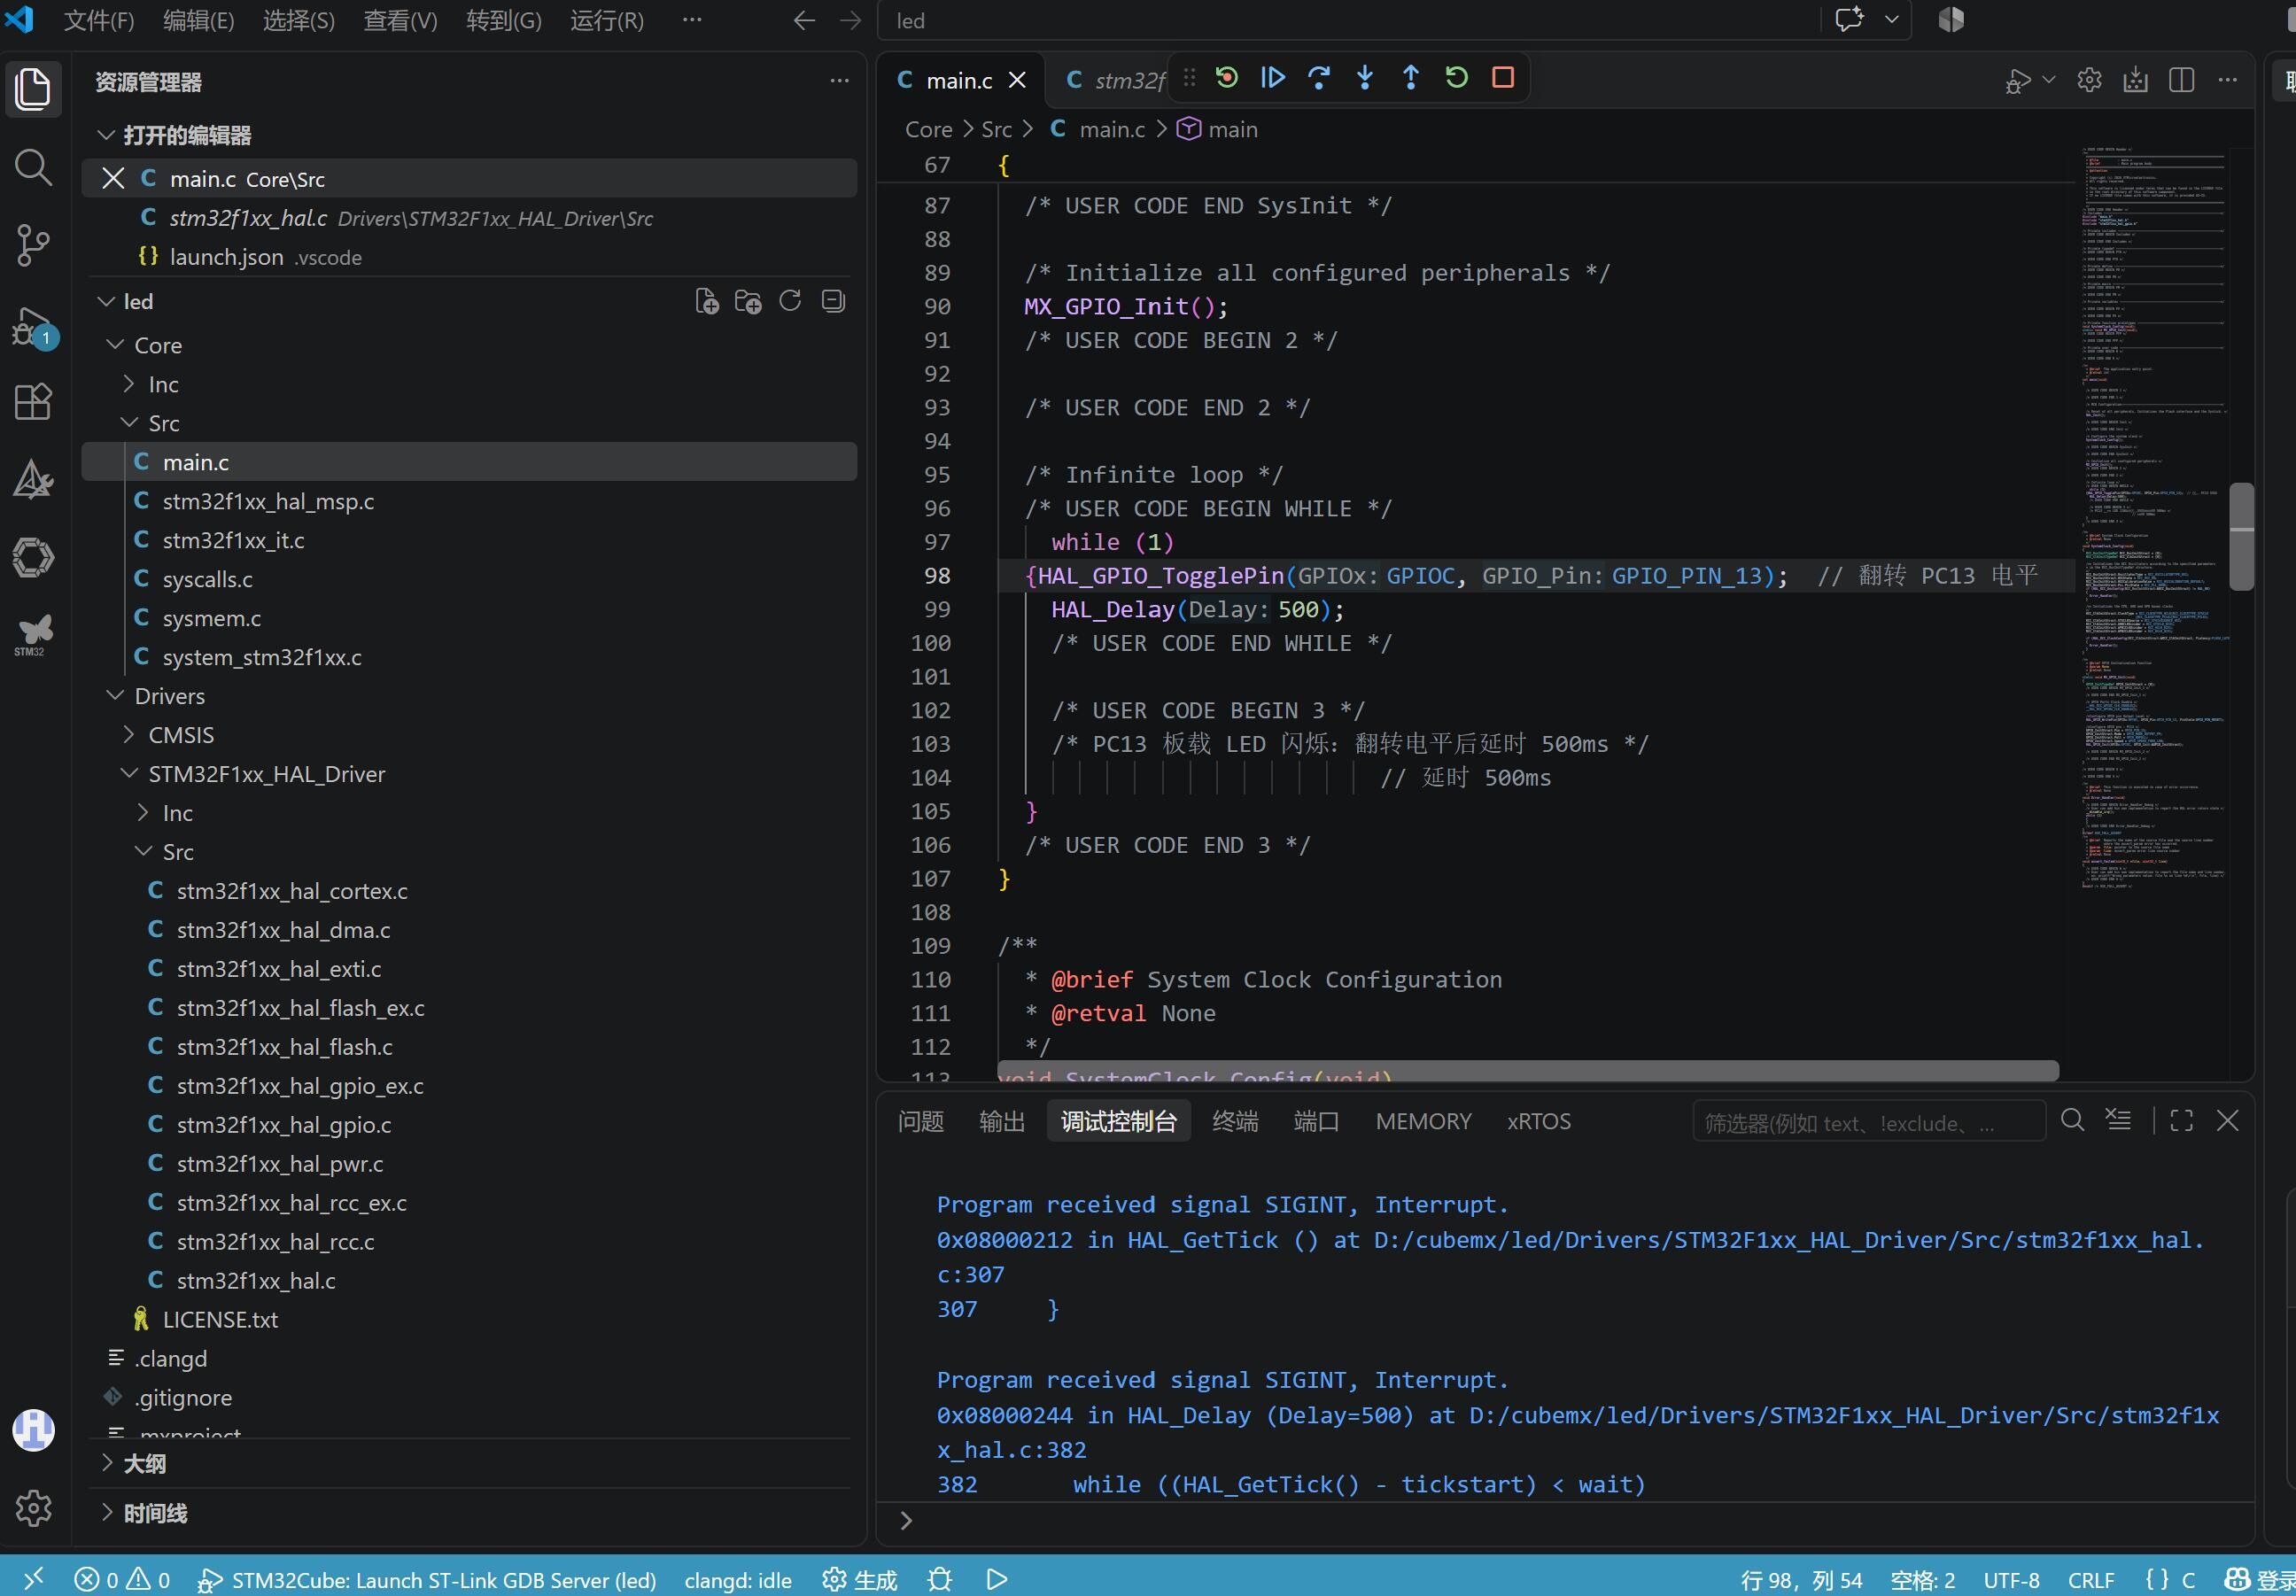 文件(F) 编辑(E) 选择(S) 查看(V) 转到(G) 运行(R) ··· led
资源管理器
打开的编辑器
main.c Core\Src
stm32f1xx_hal.c Drivers\STM32F1xx_HAL_Driver\Src
{} launch.json .vscode
led
Core
Inc
Src
main.c
stm32f1xx_hal_msp.c
stm32f1xx_it.c
syscalls.c
sysmem.c
system_stm32f1xx.c
Drivers
CMSIS
STM32F1xx_HAL_Driver
Inc
Src
stm32f1xx_hal_cortex.c
stm32f1xx_hal_dma.c
stm32f1xx_hal_exti.c
stm32f1xx_hal_flash_ex.c
stm32f1xx_hal_flash.c
stm32f1xx_hal_gpio_ex.c
stm32f1xx_hal_gpio.c
stm32f1xx_hal_pwr.c
stm32f1xx_hal_rcc_ex.c
stm32f1xx_hal_rcc.c
stm32f1xx_hal.c
LICENSE.txt
.clangd
.gitignore
.mxproject
大纲
时间线
1
STM32
C main.c
C stm32f
Core > Src > C main.c > main
67 {
87 /* USER CODE END SysInit */
88
89 /* Initialize all configured peripherals */
90 MX_GPIO_Init();
91 /* USER CODE BEGIN 2 */
92
93 /* USER CODE END 2 */
94
95 /* Infinite loop */
96 /* USER CODE BEGIN WHILE */
97 while (1)
98 {HAL_GPIO_TogglePin(GPIOx: GPIOC, GPIO_Pin: GPIO_PIN_13); // 翻转 PC13 电平
99 HAL_Delay(Delay: 500);
100 /* USER CODE END WHILE */
101
102 /* USER CODE BEGIN 3 */
103 /* PC13 板载 LED 闪烁：翻转电平后延时 500ms */
104 // 延时 500ms
105 }
106 /* USER CODE END 3 */
107 }
108
109 /**
110 * @brief System Clock Configuration
111 * @retval None
112 */
113 void SystemClock_Config(void)
问题 输出 调试控制台 终端 端口 MEMORY xRTOS 筛选器(例如 text、!exclude、...
Program received signal SIGINT, Interrupt.
0x08000212 in HAL_GetTick () at D:/cubemx/led/Drivers/STM32F1xx_HAL_Driver/Src/stm32f1xx_hal.
c:307
307 }
Program received signal SIGINT, Interrupt.
0x08000244 in HAL_Delay (Delay=500) at D:/cubemx/led/Drivers/STM32F1xx_HAL_Driver/Src/stm32f1x
x_hal.c:382
382 while ((HAL_GetTick() - tickstart) < wait)
0 0 STM32Cube: Launch ST-Link GDB Server (led) clangd: idle 生成 行 98，列 54 空格: 2 UTF-8 CRLF {} C 登录